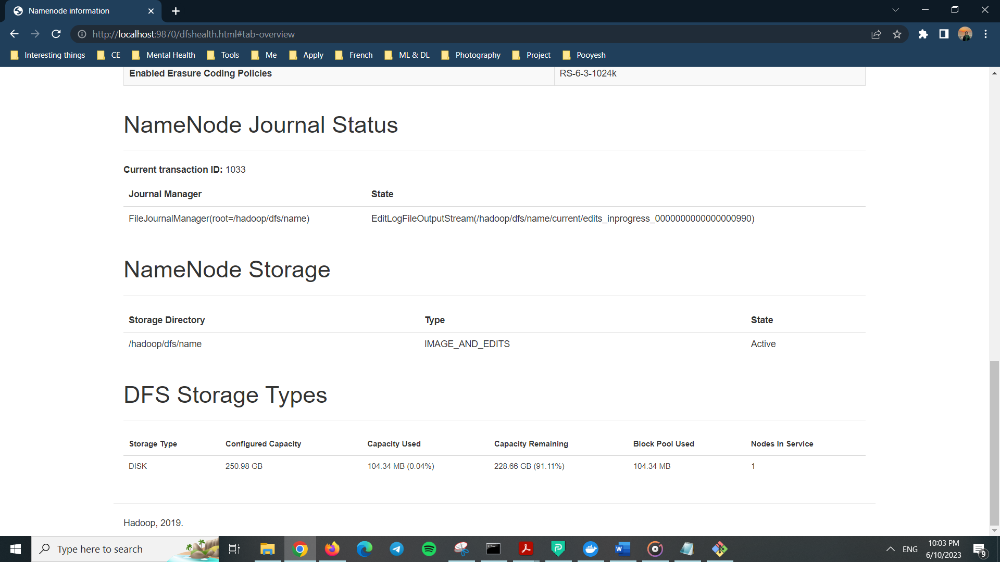 Namenode information
http://localhost:9870/dfshealth.html#tab-overview
Interesting things CE Mental Health Tools Me Apply French ML & DL Photography Project Pooyesh
Enabled Erasure Coding Policies RS-6-3-1024k
NameNode Journal Status
Current transaction ID: 1033
Journal Manager State
FileJournalManager(root=/hadoop/dfs/name) EditLogFileOutputStream(/hadoop/dfs/name/current/edits_inprogress_0000000000000000990)
NameNode Storage
Storage Directory Type State
/hadoop/dfs/name IMAGE_AND_EDITS Active
DFS Storage Types
Storage Type Configured Capacity Capacity Used Capacity Remaining Block Pool Used Nodes In Service
DISK 250.98 GB 104.34 MB (0.04%) 228.66 GB (91.11%) 104.34 MB 1
Hadoop, 2019.
Type here to search
ENG
10:03 PM
6/10/2023
9